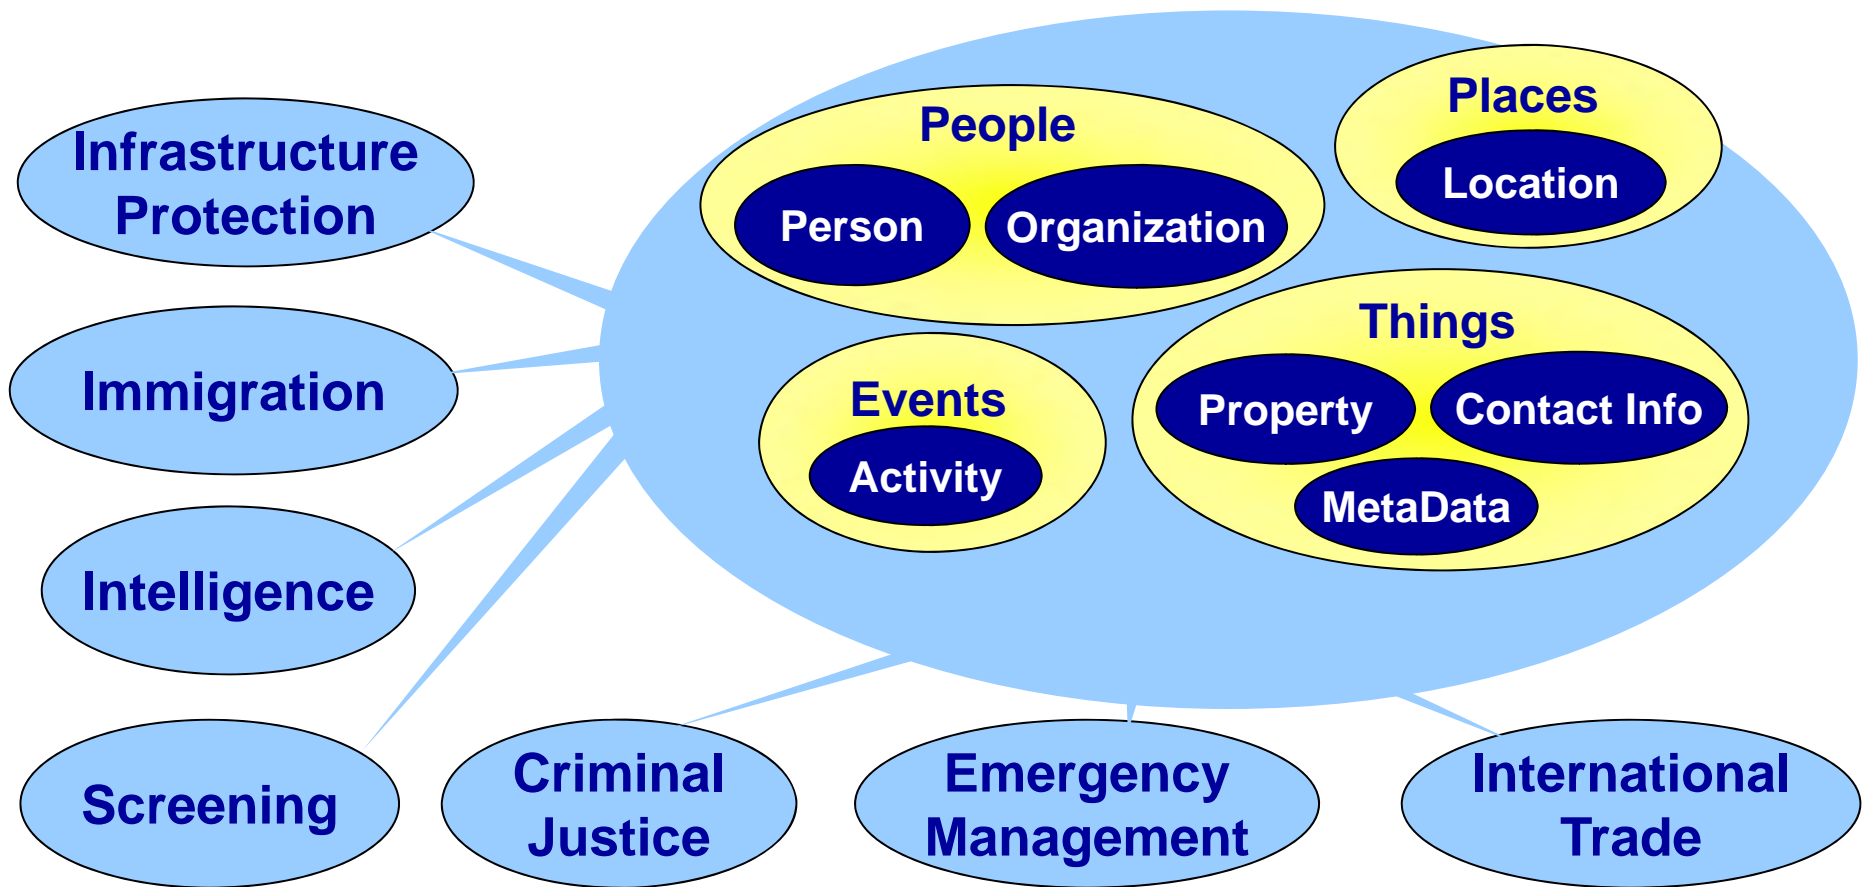 Infrastructure
Protection
Immigration
Intelligence
Screening
Criminal
Justice
Emergency
Management
International
Trade
People
Person
Organization
Places
Location
Events
Activity
Things
Property
Contact Info
MetaData